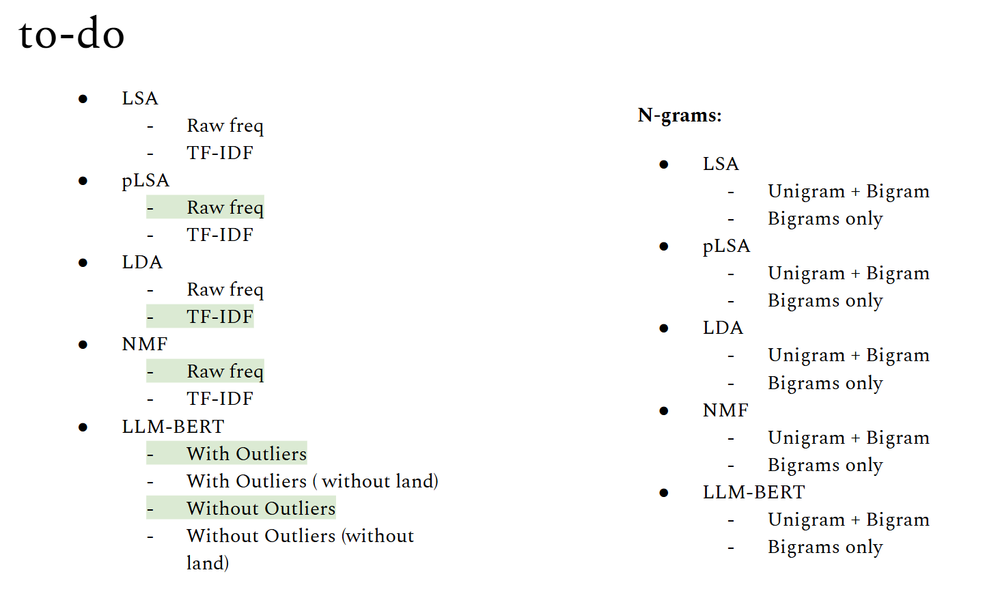 to-do
● LSA
- Raw freq
- TF-IDF
● pLSA
- Raw freq
- TF-IDF
● LDA
- Raw freq
- TF-IDF
● NMF
- Raw freq
- TF-IDF
● LLM-BERT
- With Outliers
- With Outliers ( without land)
- Without Outliers
- Without Outliers (without
land)
N-grams:
● LSA
- Unigram + Bigram
- Bigrams only
● pLSA
- Unigram + Bigram
- Bigrams only
● LDA
- Unigram + Bigram
- Bigrams only
● NMF
- Unigram + Bigram
- Bigrams only
● LLM-BERT
- Unigram + Bigram
- Bigrams only